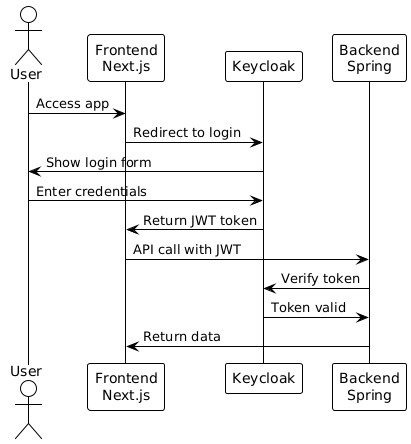 User
Frontend
Next.js
Keycloak
Backend
Spring
Access app
Redirect to login
Show login form
Enter credentials
Return JWT token
API call with JWT
Verify token
Token valid
Return data
User
Frontend
Next.js
Keycloak
Backend
Spring